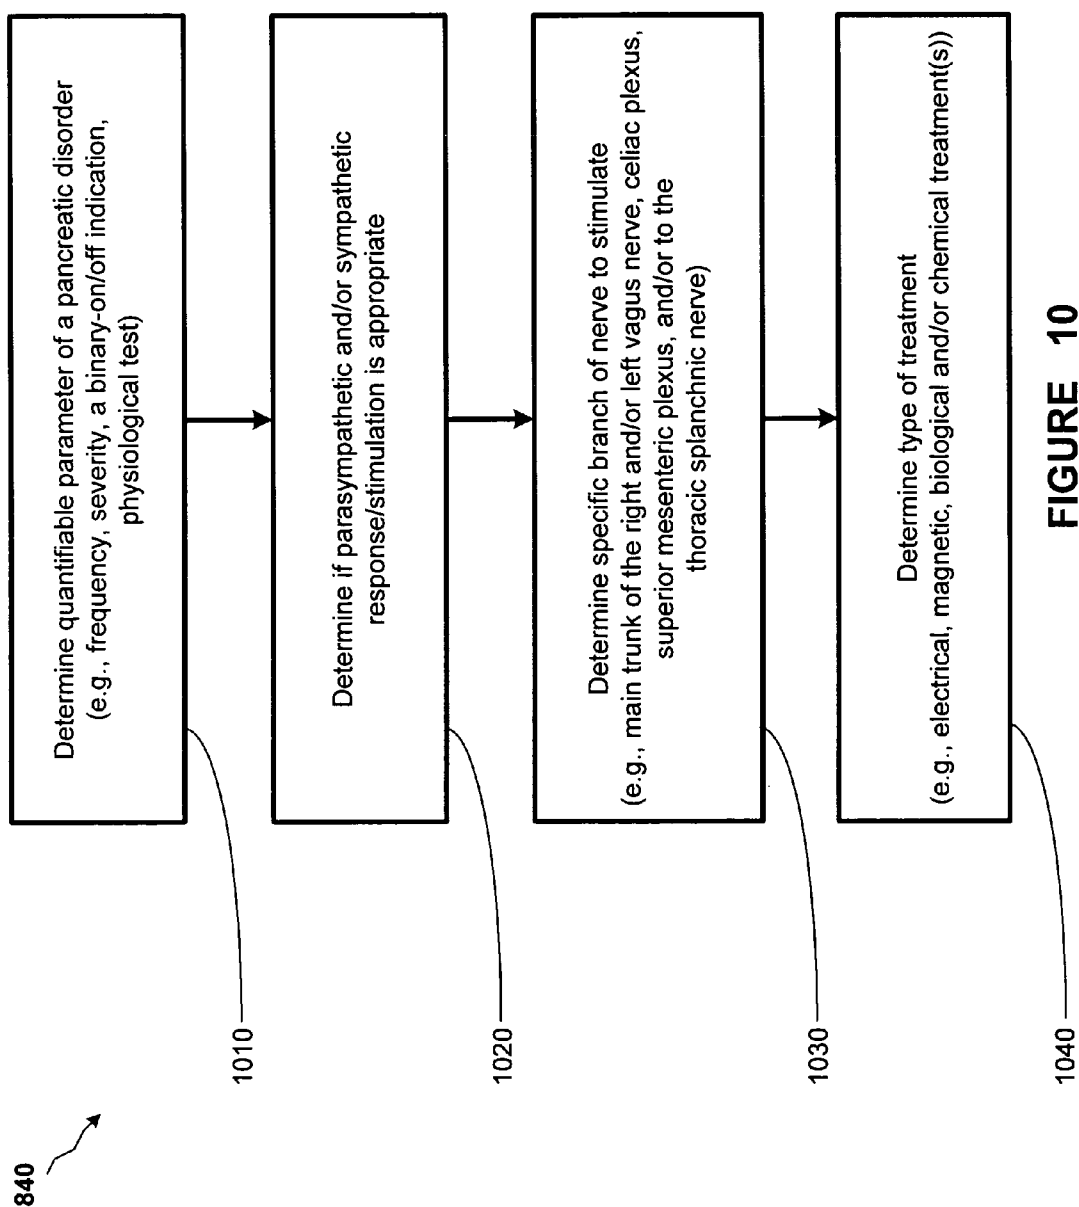 840
Determine quantifiable parameter of a pancreatic disorder
(e.g., frequency, severity, a binary-on/off indication,
physiological test)
1010
Determine if parasympathetic and/or sympathetic
response/stimulation is appropriate
1020
Determine specific branch of nerve to stimulate
(e.g., main trunk of the right and/or left vagus nerve, celiac plexus,
superior mesenteric plexus, and/or to the
thoracic splanchnic nerve)
1030
Determine type of treatment
(e.g., electrical, magnetic, biological and/or chemical treatment(s))
1040
FIGURE 10